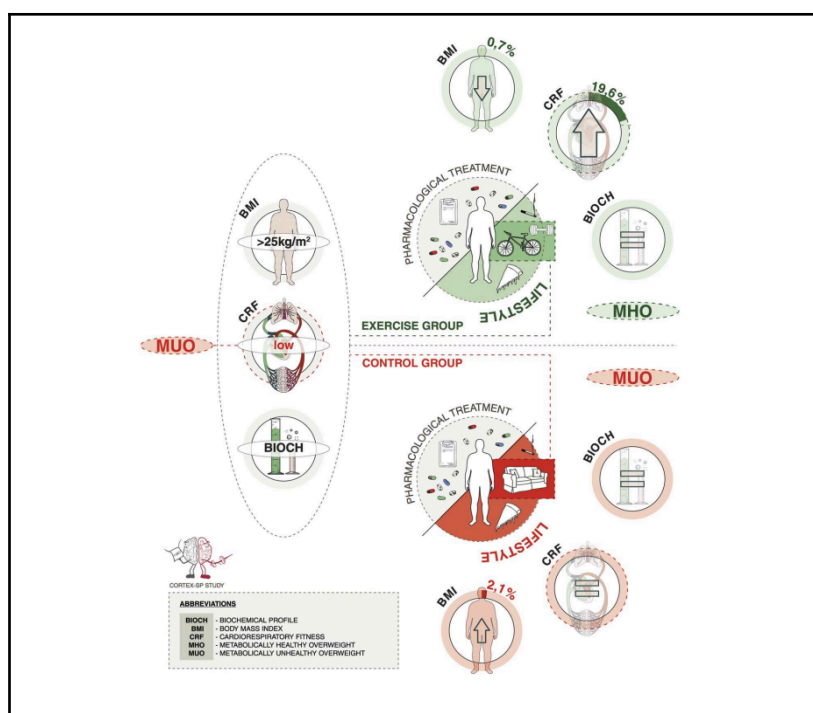 BMI
0,7%
CRF
19,6%
PHARMACOLOGICAL TREATMENT
LIFESTYLE
BIOCH
MHO
BMI
>25kg/m²
CRF
low
MUO
BIOCH
EXERCISE GROUP
CONTROL GROUP
MUO
PHARMACOLOGICAL TREATMENT
LIFESTYLE
BIOCH
CRF
BMI
2,1%
CORTEX-SP STUDY
ABBREVIATIONS
BIOCH - BIOCHEMICAL PROFILE
BMI - BODY MASS INDEX
CRF - CARDIORESPIRATORY FITNESS
MHO - METABOLICALLY HEALTHY OVERWEIGHT
MUO - METABOLICALLY UNHEALTHY OVERWEIGHT